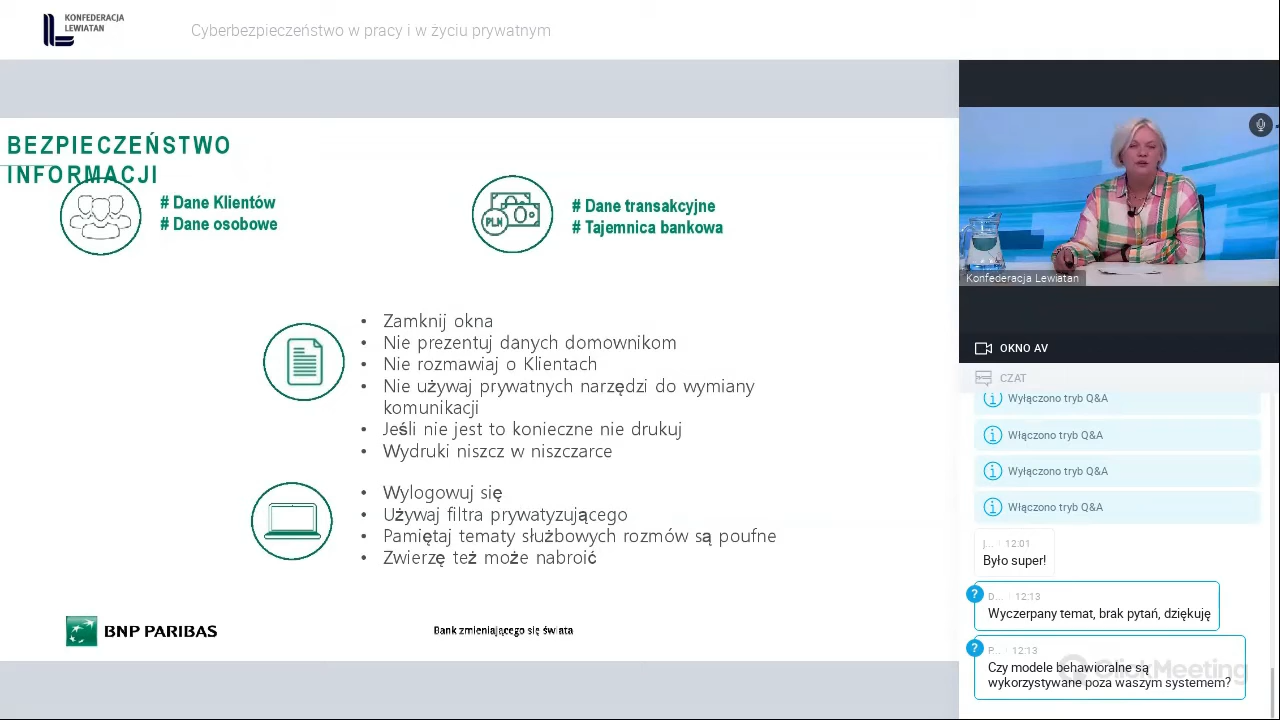 KONFEDERACJA
LEWIATAN
Cyberbezpieczeństwo w pracy i w życiu prywatnym
BEZPIECZEŃSTWO
INFORMACJI
# Dane Klientów
# Dane osobowe
PLN
# Dane transakcyjne
# Tajemnica bankowa
• Zamknij okna
• Nie prezentuj danych domownikom
• Nie rozmawiaj o Klientach
• Nie używaj prywatnych narzędzi do wymiany
komunikacji
• Jeśli nie jest to konieczne nie drukuj
• Wydruki niszcz w niszczarce
• Wylogowuj się
• Używaj filtra prywatyzującego
• Pamiętaj tematy służbowych rozmów są poufne
• Zwierzę też może nabroić
BNP PARIBAS
Bank zmieniającego się świata
Konfederacja Lewiatan
OKNO AV
CZAT
Wyłączono tryb Q&A
Włączono tryb Q&A
Wyłączono tryb Q&A
Włączono tryb Q&A
J... 12:01
Było super!
? D... 12:13
Wyczerpany temat, brak pytań, dziękuję
? P... 12:13
Czy modele behawioralne są
wykorzystywane poza waszym systemem?
ClickMeeting